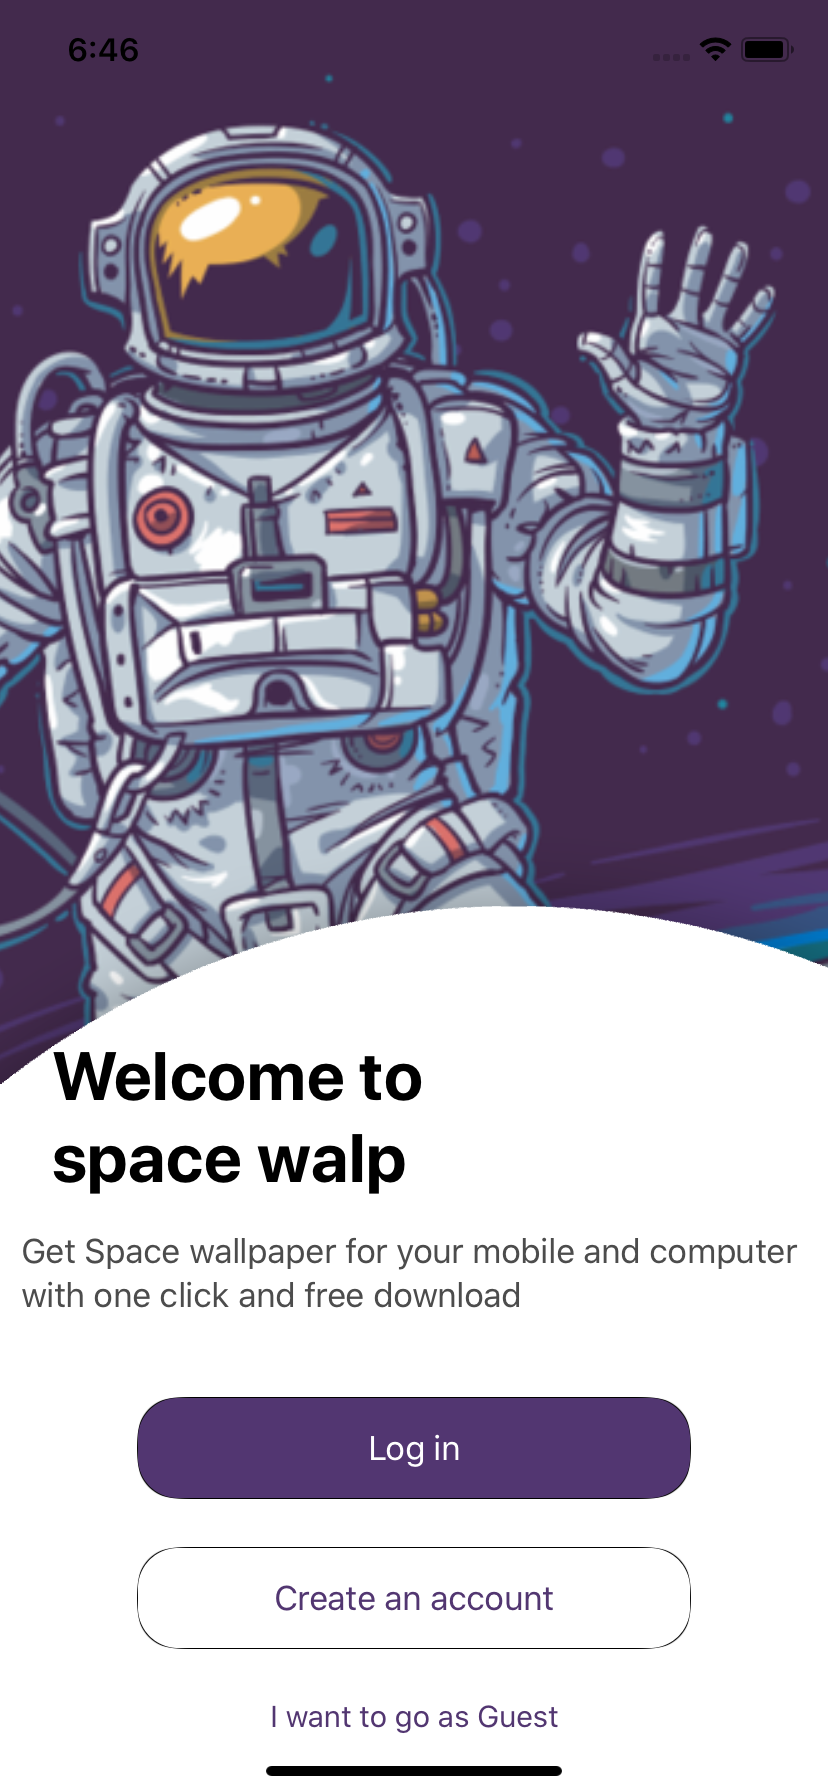 6:46
Welcome to
space walp
Get Space wallpaper for your mobile and computer
with one click and free download
Log in
Create an account
I want to go as Guest